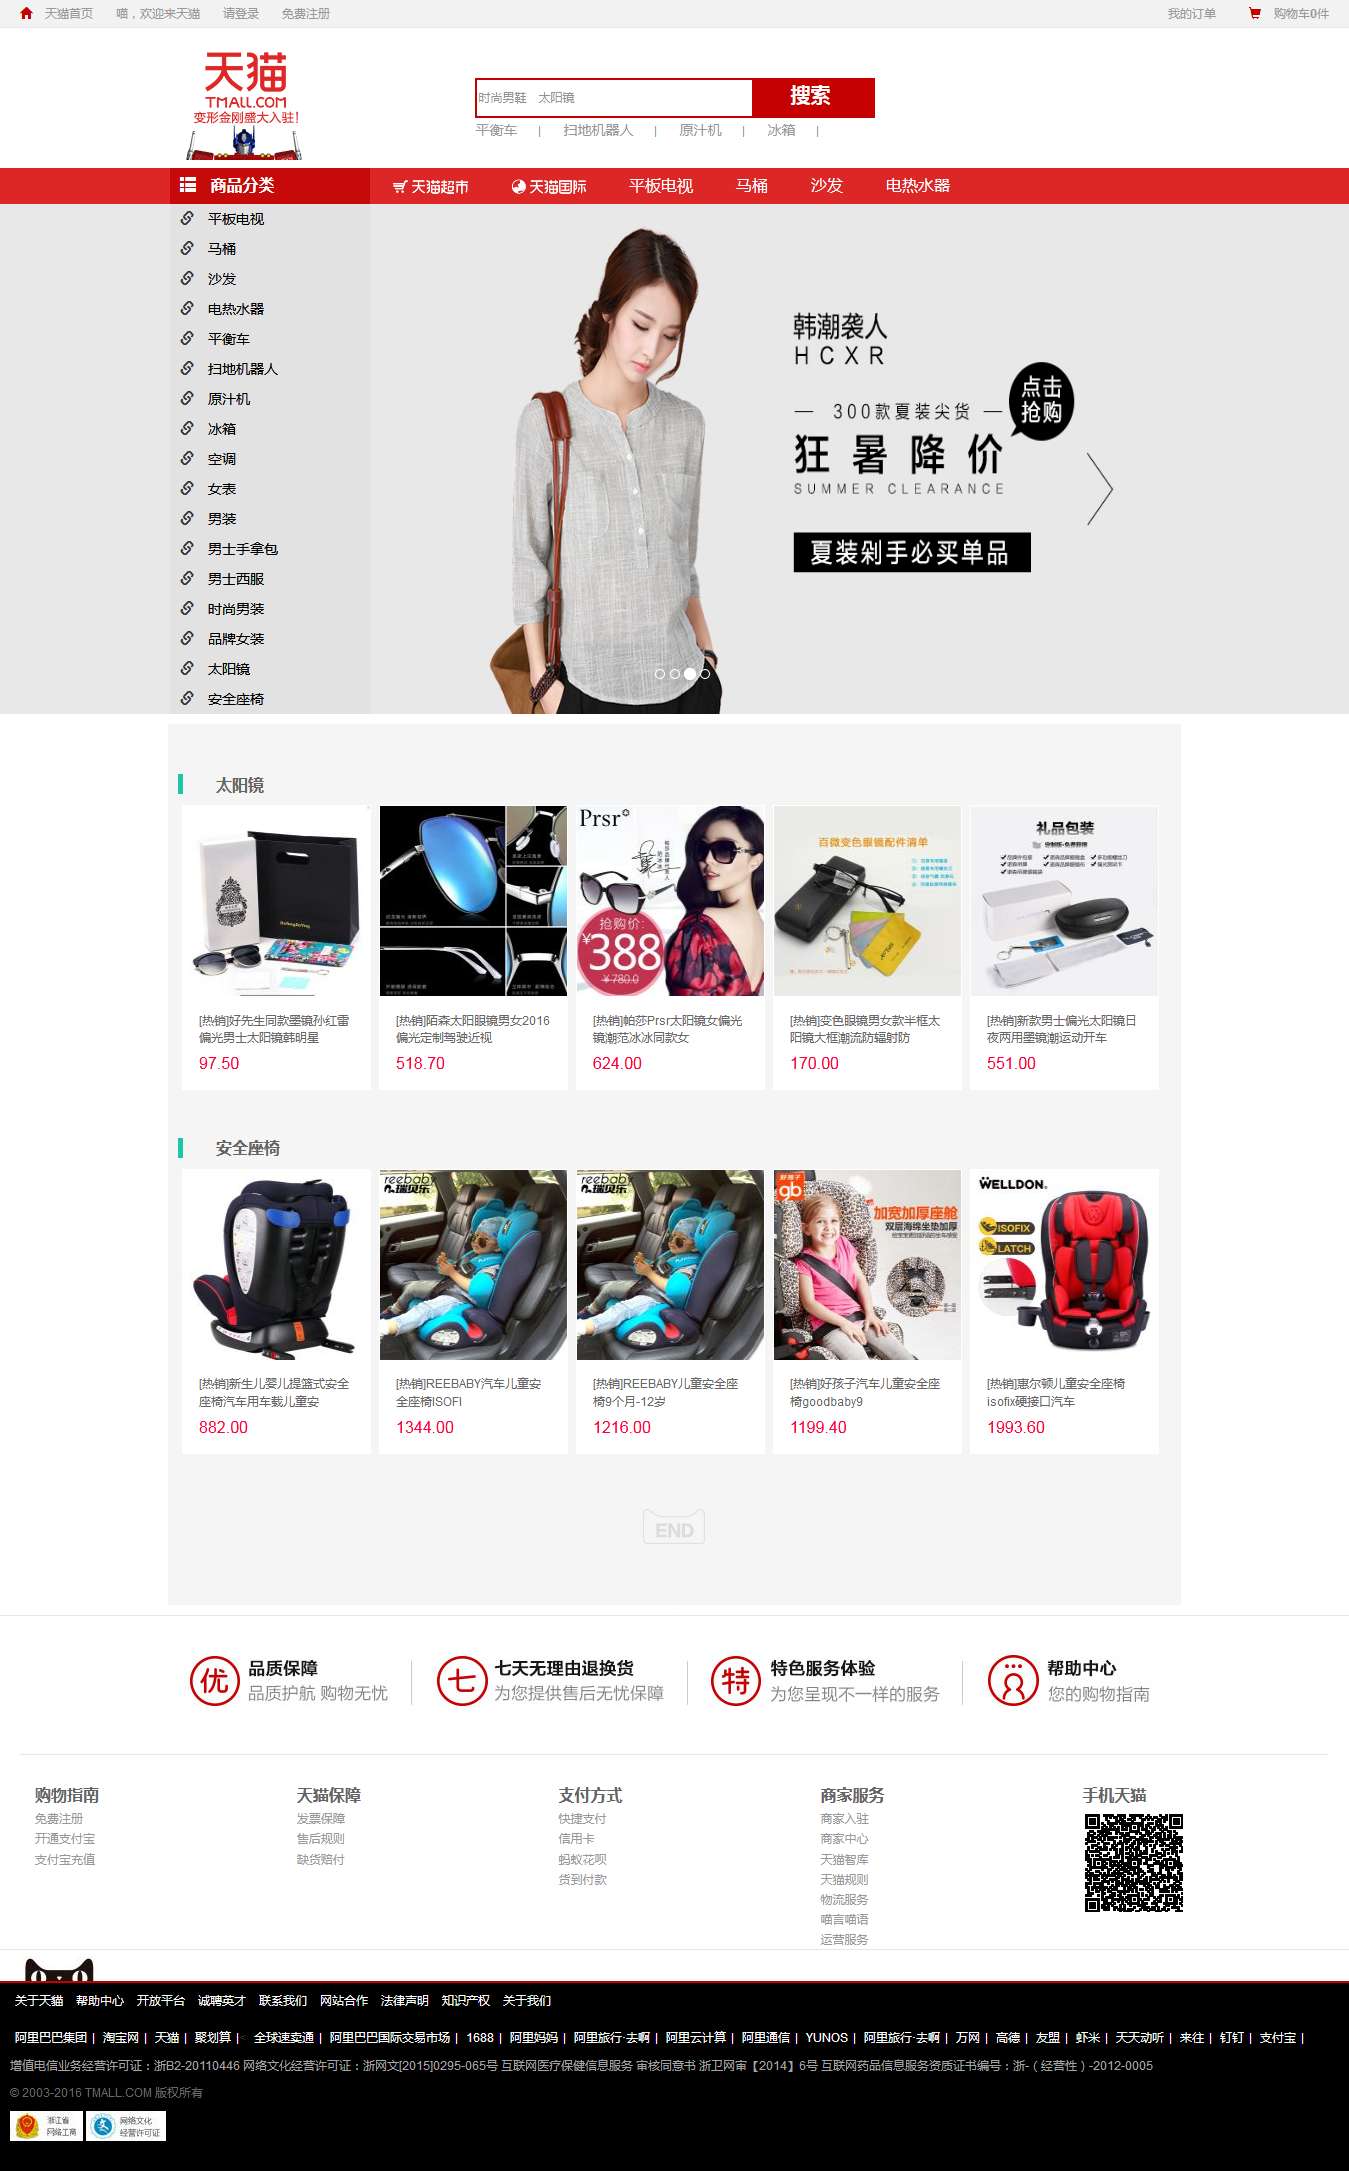 天猫首页 喵，欢迎来天猫 请登录 免费注册 我的订单 购物车0件
天猫
TMALL.COM
变形金刚盛大入驻!
时尚男鞋 太阳镜 搜索
平衡车 | 扫地机器人 | 原汁机 | 冰箱 |
商品分类 天猫超市 天猫国际 平板电视 马桶 沙发 电热水器
平板电视
马桶
沙发
电热水器
平衡车
扫地机器人
原汁机
冰箱
空调
女表
男装
男士手拿包
男士西服
时尚男装
品牌女装
太阳镜
安全座椅
韩潮袭人
HCXR
点击
抢购
— 300款夏装尖货 —
狂暑降价
SUMMER CLEARANCE
夏装剁手必买单品
太阳镜
Prsr
抢购价:
¥388
¥780.0
百微变色眼镜配件清单
礼品包装
[热销]好先生同款墨镜孙红雷
偏光男士太阳镜韩明星
97.50
[热销]陌森太阳眼镜男女2016
偏光定制驾驶近视
518.70
[热销]帕莎Prsr太阳镜女偏光
镜潮范冰冰同款女
624.00
[热销]变色眼镜男女款半框太
阳镜大框潮流防辐射防
170.00
[热销]新款男士偏光太阳镜日
夜两用墨镜潮运动开车
551.00
安全座椅
reebaby
瑞贝乐
reebaby
瑞贝乐
好孩子
gb
加宽加厚座舱
双层海绵坐垫加厚
WELLDON
ISOFIX
LATCH
[热销]新生儿婴儿提篮式安全
座椅汽车用车载儿童安
882.00
[热销]REEBABY汽车儿童安
全座椅ISOFI
1344.00
[热销]REEBABY儿童安全座
椅9个月-12岁
1216.00
[热销]好孩子汽车儿童安全座
椅goodbaby9
1199.40
[热销]惠尔顿儿童安全座椅
isofix硬接口汽车
1993.60
END
优 品质保障
品质护航 购物无忧
七 七天无理由退换货
为您提供售后无忧保障
特 特色服务体验
为您呈现不一样的服务
帮助中心
您的购物指南
购物指南
免费注册
开通支付宝
支付宝充值
天猫保障
发票保障
售后规则
缺货赔付
支付方式
快捷支付
信用卡
蚂蚁花呗
货到付款
商家服务
商家入驻
商家中心
天猫智库
天猫规则
物流服务
喵言喵语
运营服务
手机天猫
关于天猫 帮助中心 开放平台 诚聘英才 联系我们 网站合作 法律声明 知识产权 关于我们
阿里巴巴集团 | 淘宝网 | 天猫 | 聚划算 |< 全球速卖通 | 阿里巴巴国际交易市场 | 1688 | 阿里妈妈 | 阿里旅行·去啊 | 阿里云计算 | 阿里通信 | YUNOS | 阿里旅行·去啊 | 万网 | 高德 | 友盟 | 虾米 | 天天动听 | 来往 | 钉钉 | 支付宝 |
增值电信业务经营许可证：浙B2-20110446 网络文化经营许可证：浙网文[2015]0295-065号 互联网医疗保健信息服务 审核同意书 浙卫网审【2014】6号 互联网药品信息服务资质证书编号：浙-（经营性）-2012-0005
© 2003-2016 TMALL.COM 版权所有
浙江省
网络工商
网络文化
经营许可证